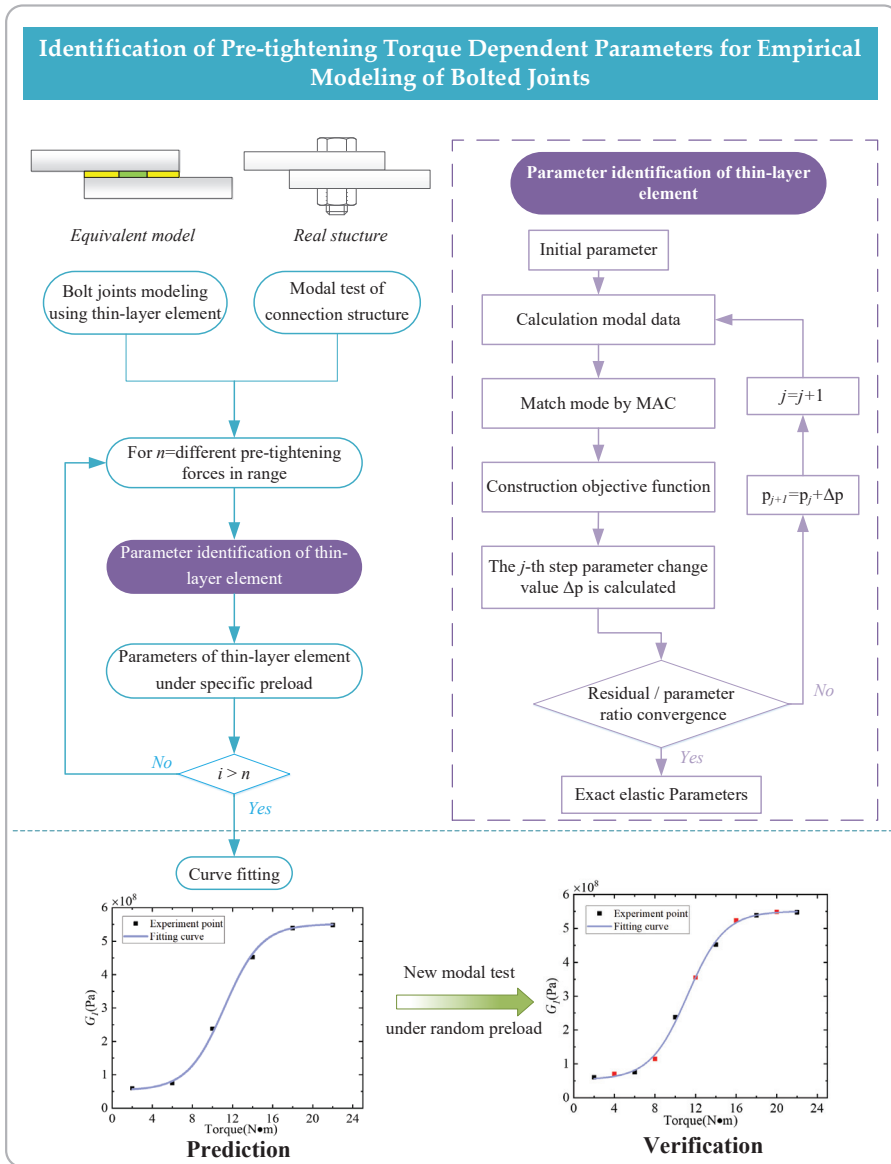 Identification of Pre-tightening Torque Dependent Parameters for Empirical
Modeling of Bolted Joints
Equivalent model
Real stucture
Bolt joints modeling
using thin-layer element
Modal test of
connection structure
For n=different pre-tightening
forces in range
Parameter identification of thin-
layer element
Parameters of thin-layer element
under specific preload
No
i > n
Yes
Parameter identification of thin-layer
element
Initial parameter
Calculation modal data
Match mode by MAC
Construction objective function
The j-th step parameter change
value Δp is calculated
Residual / parameter
ratio convergence
No
Yes
Exact elastic Parameters
j=j+1
pj+1=pj+Δp
Curve fitting
×10^8
6
5
4
3
2
1
0
Experiment point
Fitting curve
G1(Pa)
0 4 8 12 16 20 24
Torque(N•m)
Prediction
New modal test
under random preload
×10^8
6
5
4
3
2
1
0
Experiment point
Fitting curve
G1(Pa)
0 4 8 12 16 20 24
Torque(N•m)
Verification